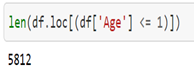 len(df.loc[(df['Age'] <= 1)])
5812